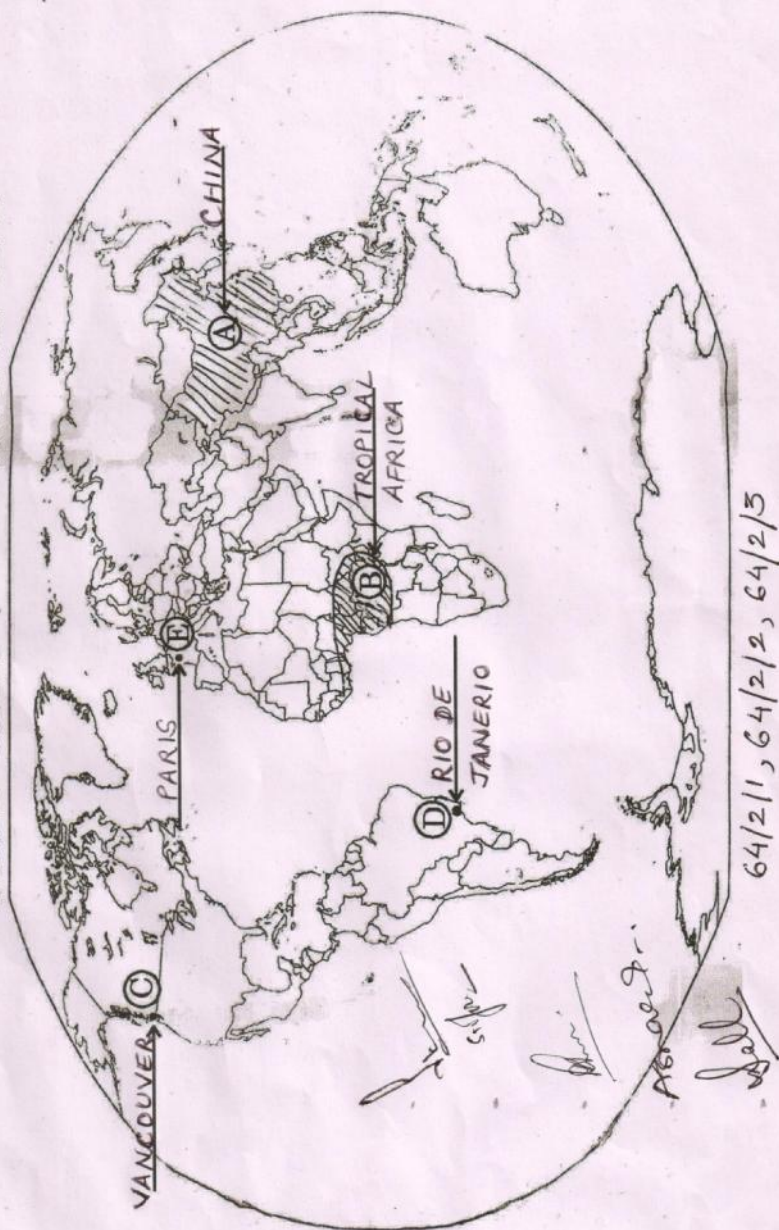 CHINA
A
TROPICAL
AFRICA
B
E
PARIS
RIO DE
JANERIO
D
C
VANCOUVER
64/2/1, 64/2/2, 64/2/3